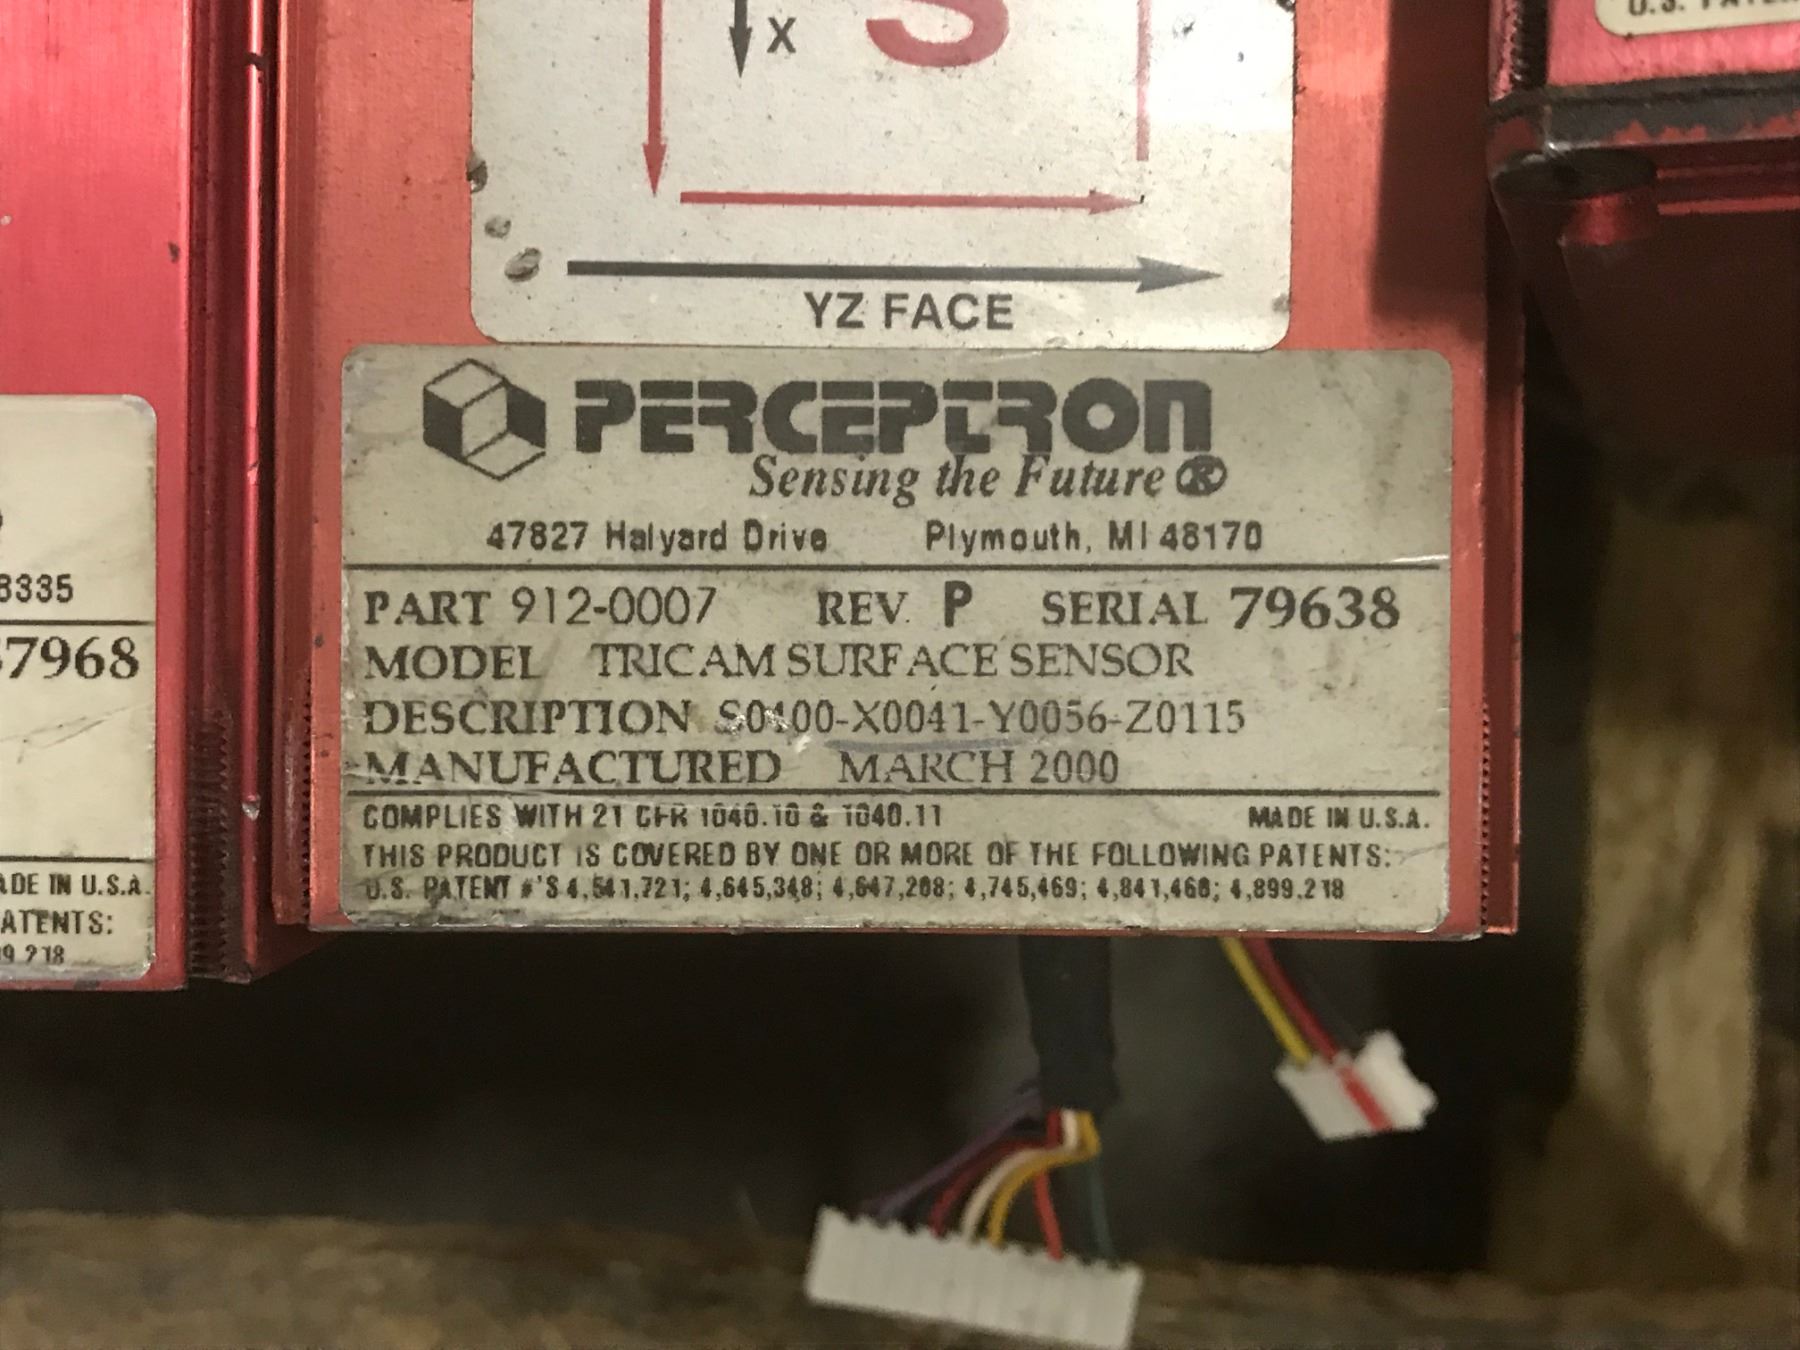 X
S
YZ FACE
PERCEPTRON
Sensing the Future ®
47827 Halyard Drive Plymouth, MI 48170
PART 912-0007 REV. P SERIAL 79638
MODEL TRICAM SURFACE SENSOR
DESCRIPTION S0400-X0041-Y0056-Z0115
MANUFACTURED MARCH 2000
COMPLIES WITH 21 CFR 1040.10 & 1040.11 MADE IN U.S.A.
THIS PRODUCT IS COVERED BY ONE OR MORE OF THE FOLLOWING PATENTS:
U.S. PATENT #'S 4,541,721; 4,645,348; 4,647,208; 4,745,469; 4,841,460; 4,899.218
8335
7968
ADE IN U.S.A.
ATENTS:
9 218
U.S.